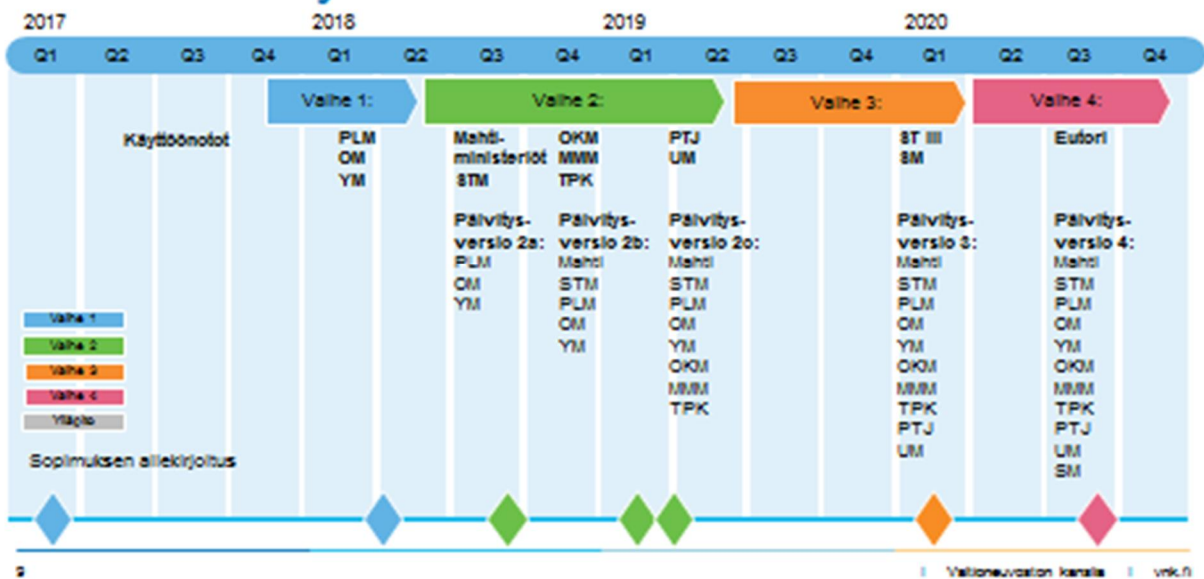 2017 2018 2019 2020
Q1 Q2 Q3 Q4 Q1 Q2 Q3 Q4 Q1 Q2 Q3 Q4 Q1 Q2 Q3 Q4
Vaihe 1: Vaihe 2: Vaihe 3: Vaihe 4:
Käyttöönotot
PLM
OM
YM
Mahti-
ministeriöt
STM
OKM
MMM
TPK
PTJ
UM
ST III
SM
Eutori
Päivitys-
versio 2a:
PLM
OM
YM
Päivitys-
versio 2b:
Mahti
STM
PLM
OM
YM
Päivitys-
versio 2c:
Mahti
STM
PLM
OM
YM
OKM
MMM
TPK
Päivitys-
versio 3:
Mahti
STM
PLM
OM
YM
OKM
MMM
TPK
PTJ
UM
Päivitys-
versio 4:
Mahti
STM
PLM
OM
YM
OKM
MMM
TPK
PTJ
UM
SM
Vaihe 1
Vaihe 2
Vaihe 3
Vaihe 4
Ylläpito
Sopimuksen allekirjoitus
9
Valtioneuvoston kanslia | vnk.fi